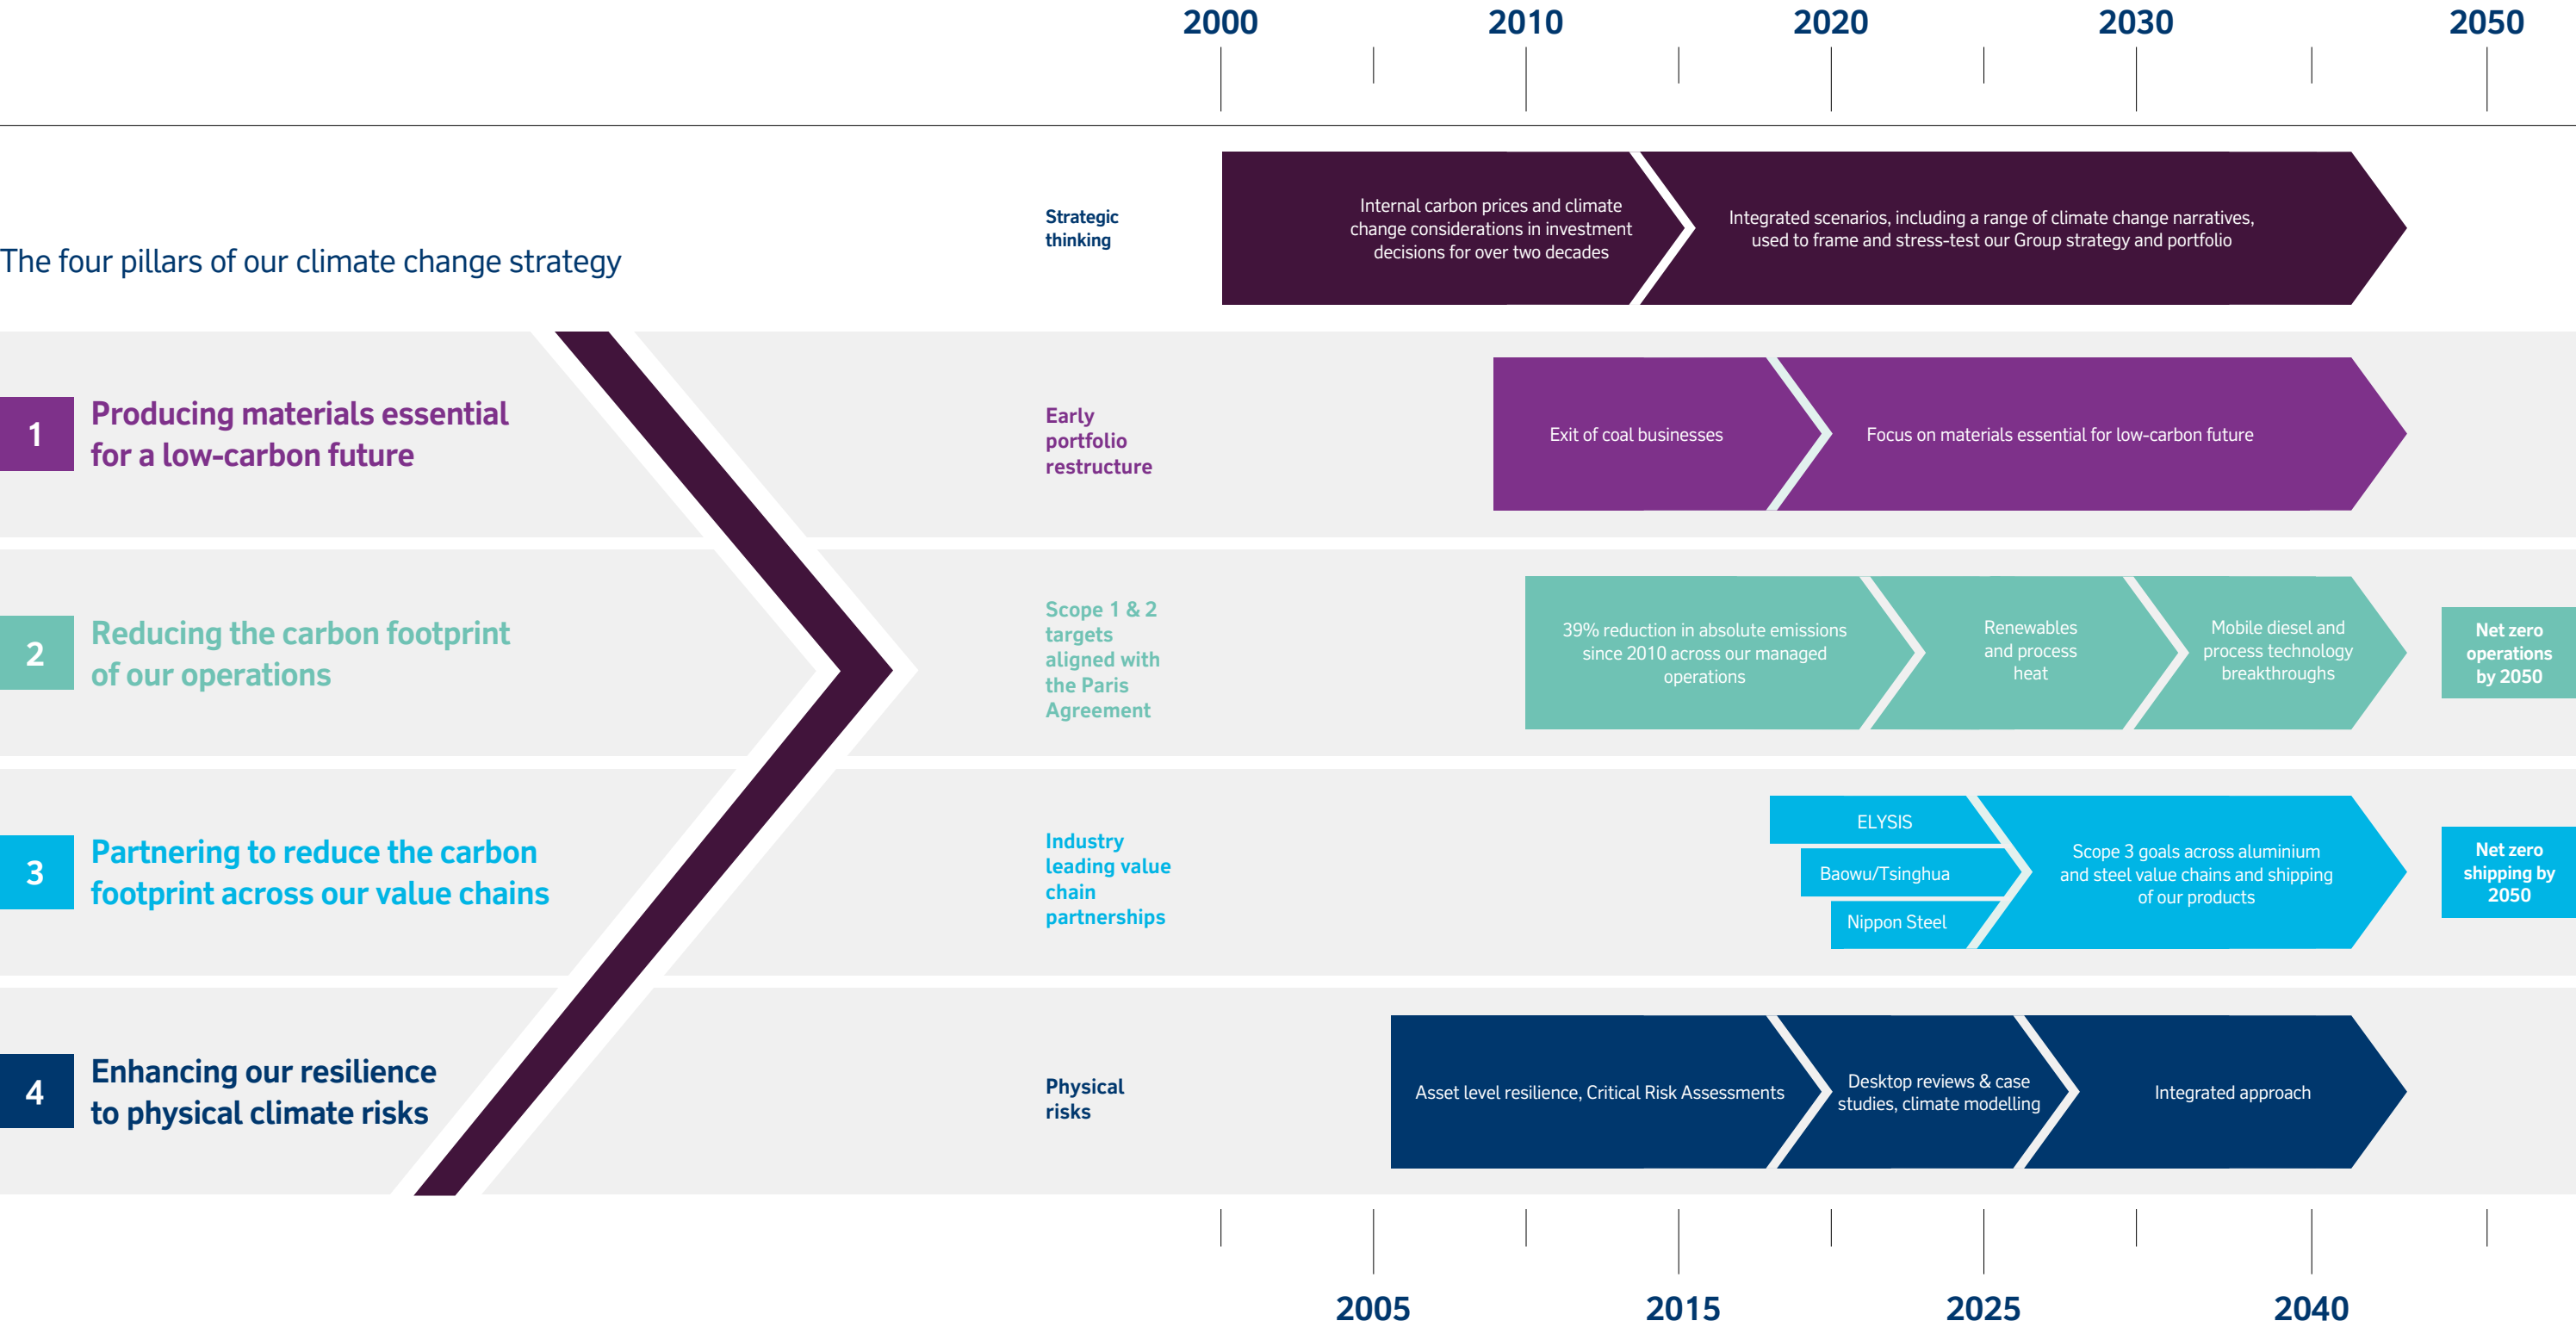 2000
2010
2020
2030
2050
The four pillars of our climate change strategy
Strategic
thinking
Internal carbon prices and climate
change considerations in investment
decisions for over two decades
Integrated scenarios, including a range of climate change narratives,
used to frame and stress-test our Group strategy and portfolio
1
Producing materials essential
for a low-carbon future
Early
portfolio
restructure
Exit of coal businesses
Focus on materials essential for low-carbon future
2
Reducing the carbon footprint
of our operations
Scope 1 & 2
targets
aligned with
the Paris
Agreement
39% reduction in absolute emissions
since 2010 across our managed
operations
Renewables
and process
heat
Mobile diesel and
process technology
breakthroughs
Net zero
operations
by 2050
3
Partnering to reduce the carbon
footprint across our value chains
Industry
leading value
chain
partnerships
ELYSIS
Baowu/Tsinghua
Nippon Steel
Scope 3 goals across aluminium
and steel value chains and shipping
of our products
Net zero
shipping by
2050
4
Enhancing our resilience
to physical climate risks
Physical
risks
Asset level resilience, Critical Risk Assessments
Desktop reviews & case
studies, climate modelling
Integrated approach
2005
2015
2025
2040